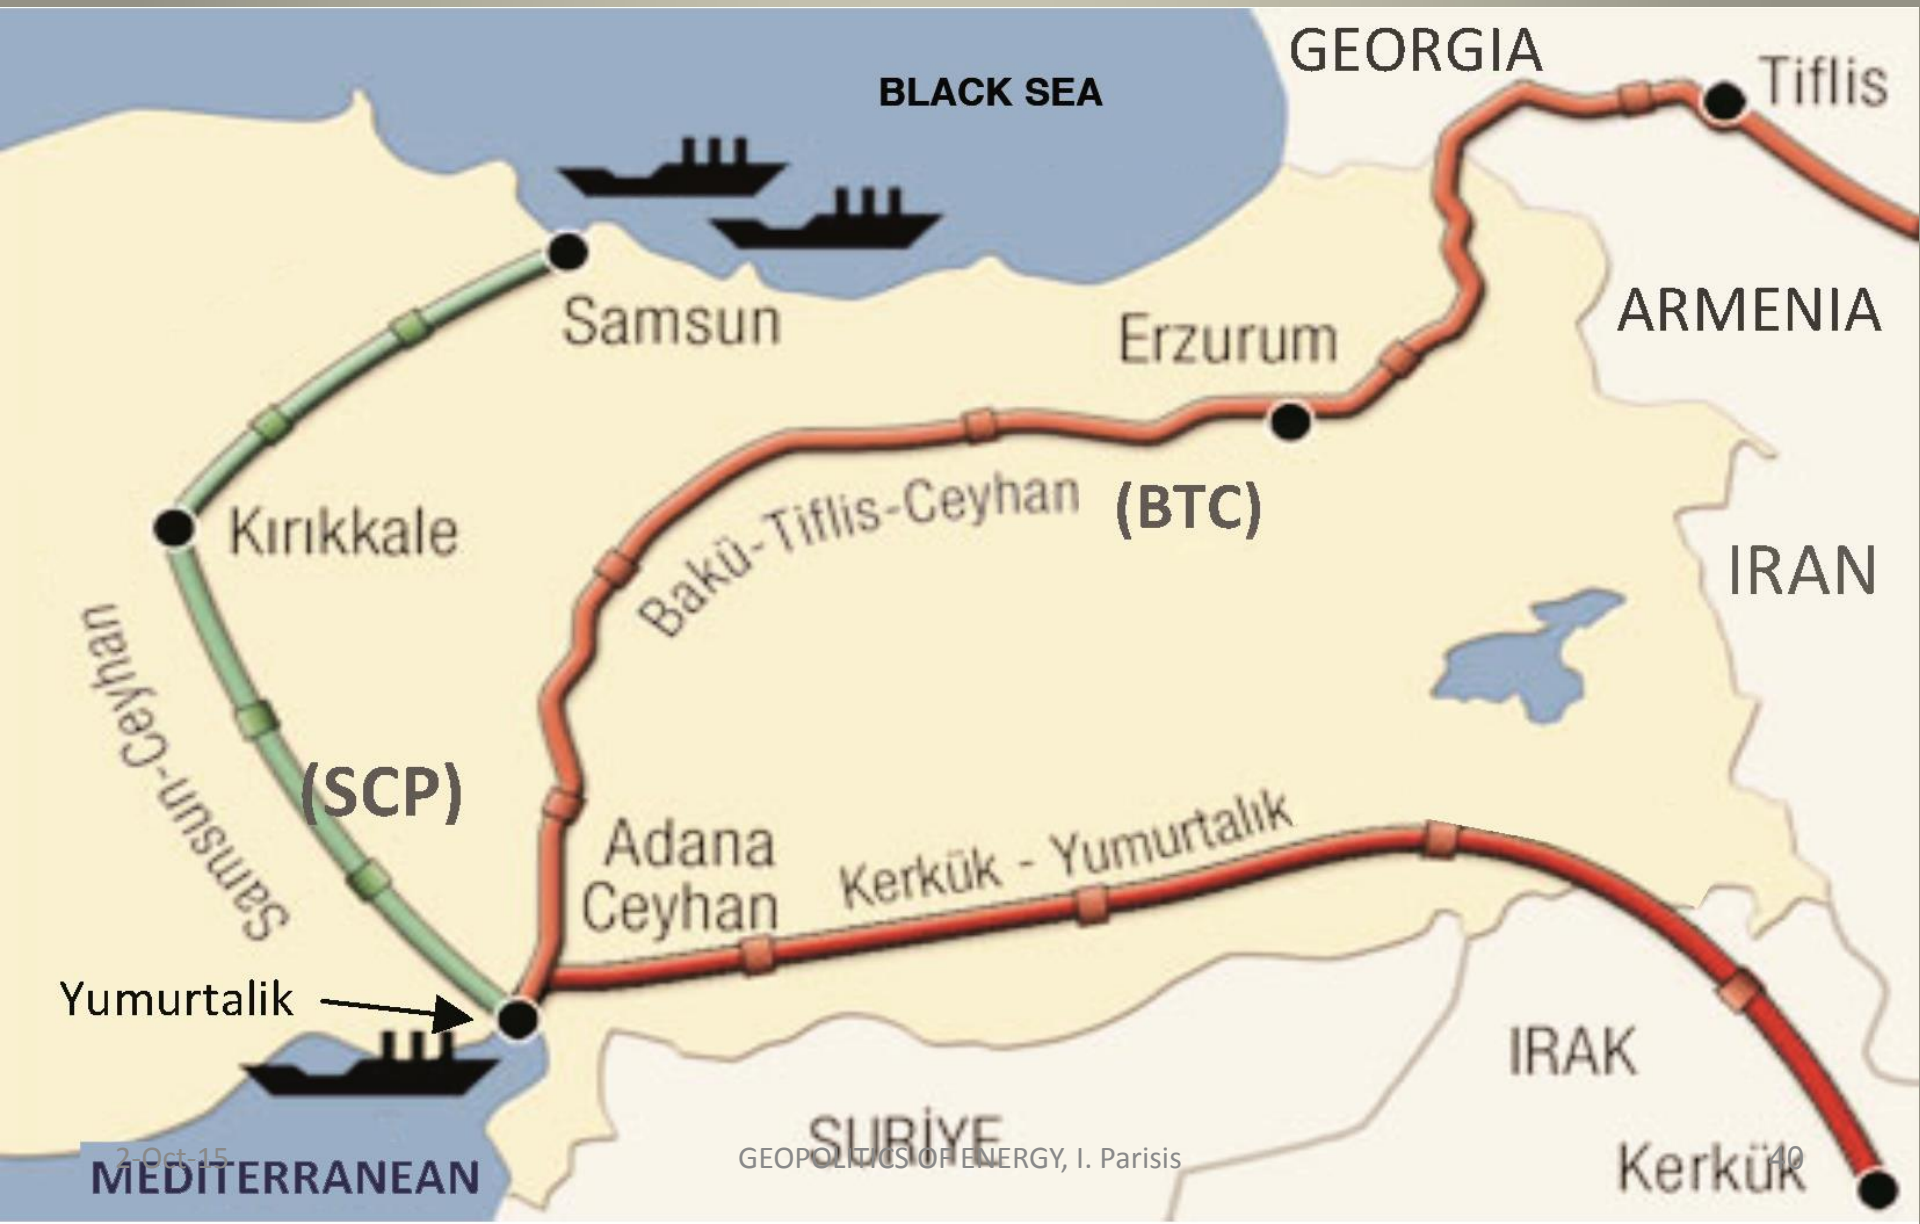 GEORGIA
Tiflis
BLACK SEA
Samsun
Erzurum
ARMENIA
Kırıkkale
Bakü-Tiflis-Ceyhan
(BTC)
IRAN
Samsun-Ceyhan
(SCP)
Adana
Ceyhan
Kerkük - Yumurtalık
Yumurtalik
IRAK
SURİYE
Kerkük
MEDITERRANEAN
2-Oct-15
GEOPOLITICS OF ENERGY, I. Parisis
40